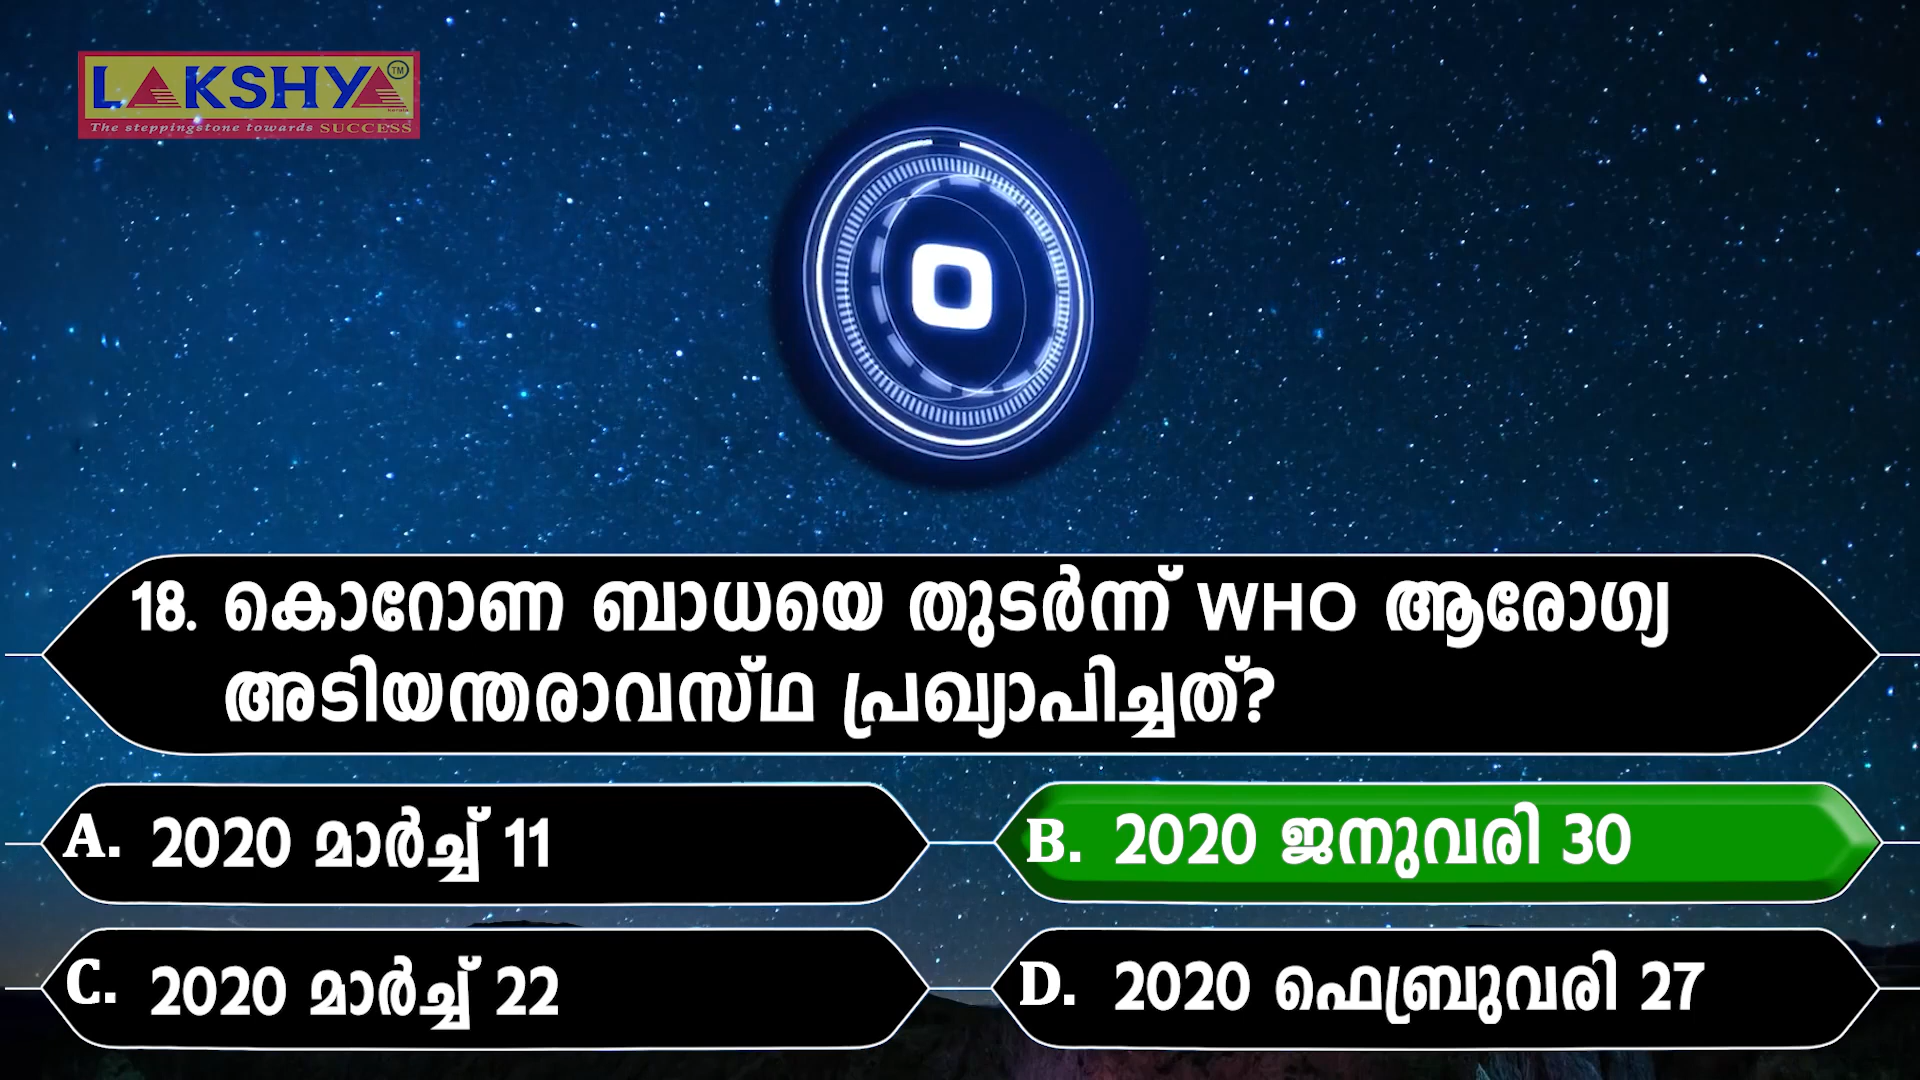 LAKSHYA TM
The steppingstone towards SUCCESS
0
18. കൊറോണ ബാധയെ തുടർന്ന് WHO ആരോഗ്യ
അടിയന്തരാവസ്ഥ പ്രഖ്യാപിച്ചത്?
A. 2020 മാർച്ച് 11
B. 2020 ജനുവരി 30
C. 2020 മാർച്ച് 22
D. 2020 ഫെബ്രുവരി 27